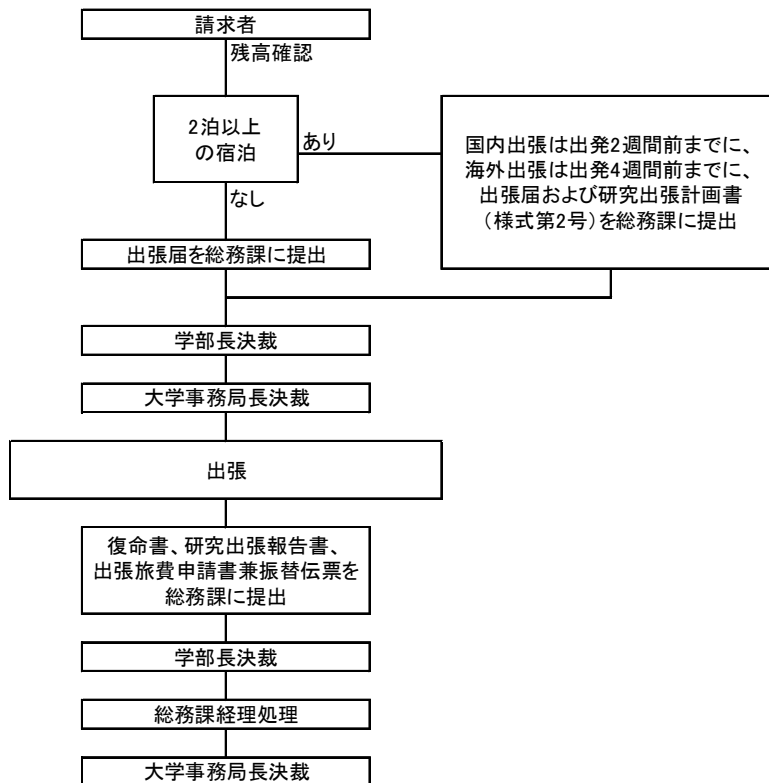 請求者
残高確認
2泊以上
の宿泊
あり
国内出張は出発2週間前までに、
海外出張は出発4週間前までに、
出張届および研究出張計画書
（様式第2号）を総務課に提出
なし
出張届を総務課に提出
学部長決裁
大学事務局長決裁
出張
復命書、研究出張報告書、
出張旅費申請書兼振替伝票を
総務課に提出
学部長決裁
総務課経理処理
大学事務局長決裁